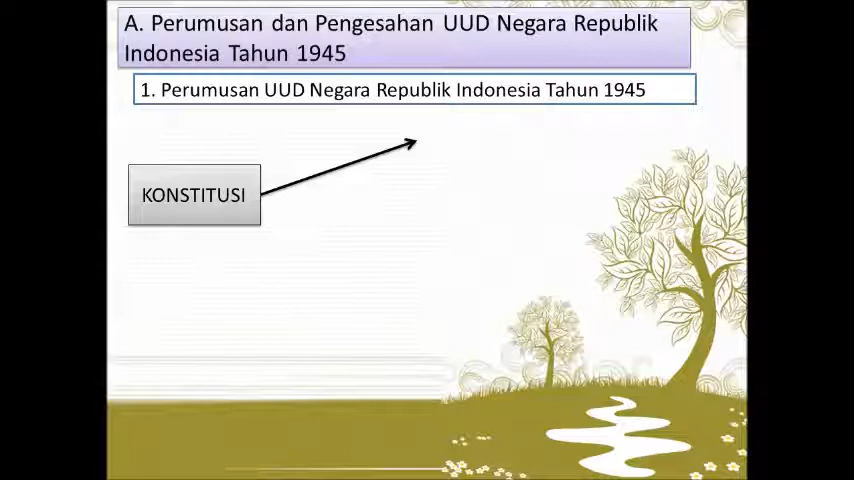 A. Perumusan dan Pengesahan UUD Negara Republik
Indonesia Tahun 1945
1. Perumusan UUD Negara Republik Indonesia Tahun 1945
KONSTITUSI